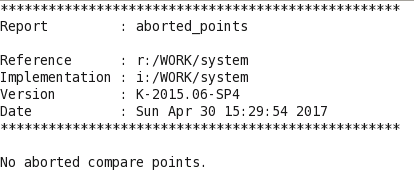 **************************************************
Report         : aborted_points
Reference      : r:/WORK/system
Implementation : i:/WORK/system
Version        : K-2015.06-SP4
Date           : Sun Apr 30 15:29:54 2017
**************************************************
No aborted compare points.